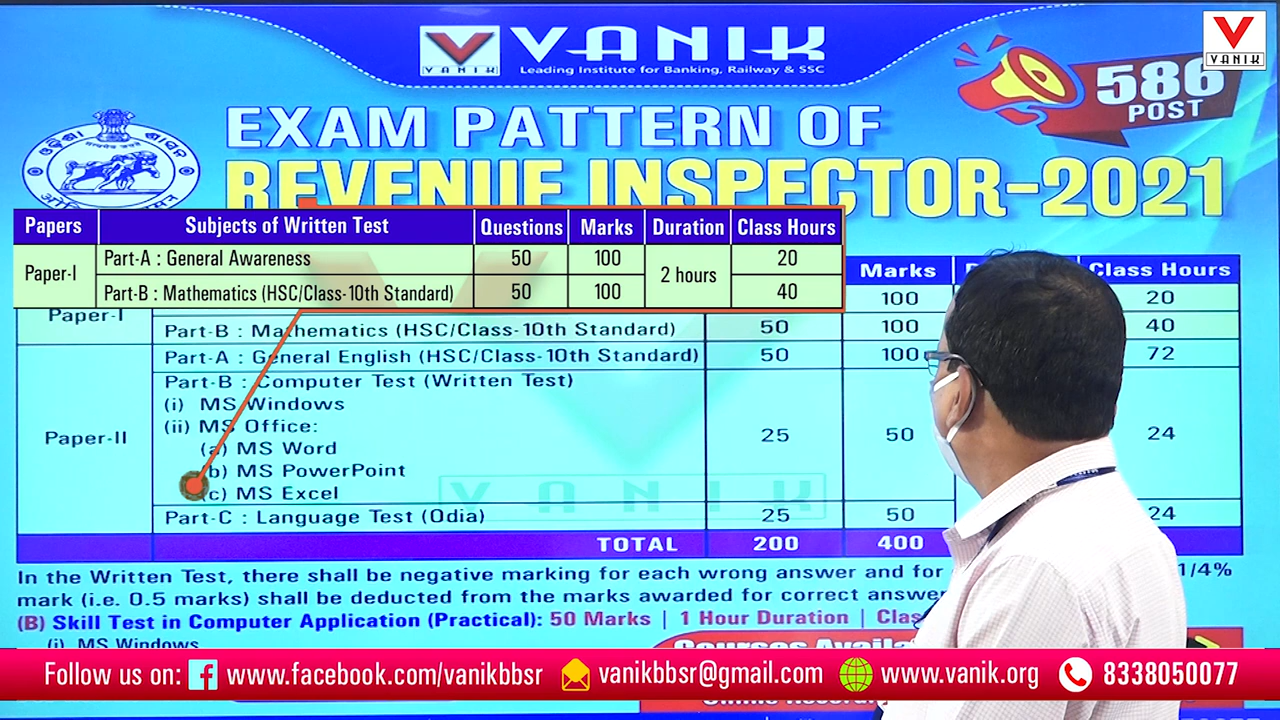 VANIK
VANIK
Leading Institute for Banking, Railway & SSC
VANIK
586
POST
EXAM PATTERN OF
REVENUE INSPECTOR-2021
Papers Subjects of Written Test Questions Marks Duration Class Hours
Paper-I Part-A : General Awareness 50 100 2 hours 20
Part-B : Mathematics (HSC/Class-10th Standard) 50 100 40
Marks Class Hours
100 20
Paper-I Part-B : Mathematics (HSC/Class-10th Standard) 50 100 40
Part-A : General English (HSC/Class-10th Standard) 50 100 72
Paper-II Part-B : Computer Test (Written Test) 25 50 24
(i) MS Windows
(ii) MS Office:
(a) MS Word
(b) MS PowerPoint
(c) MS Excel
VANIK
Part-C : Language Test (Odia) 25 50 24
TOTAL 200 400
In the Written Test, there shall be negative marking for each wrong answer and for 1/4%
mark (i.e. 0.5 marks) shall be deducted from the marks awarded for correct
(B) Skill Test in Computer Application (Practical): 50 Marks | 1 Hour Duration |
(i) MS Windows
Courses
Follow us on: www.facebook.com/vanikbbsr vanikbbsr@gmail.com www.vanik.org 8338050077